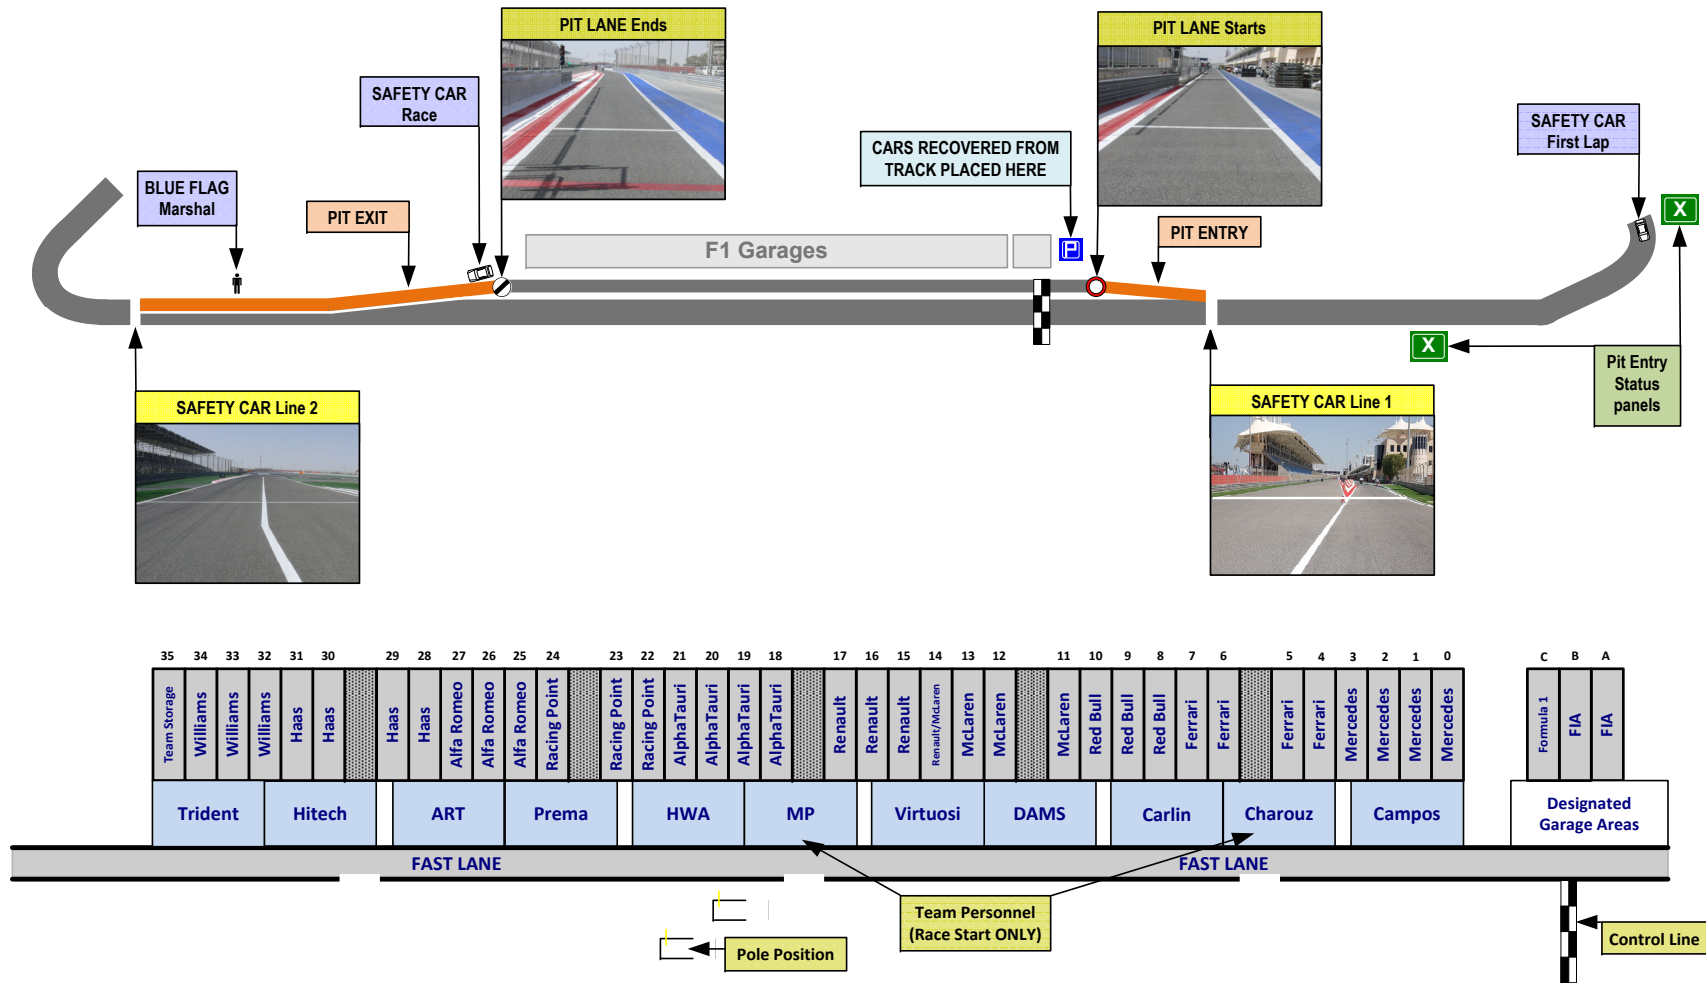 PIT LANE Ends
PIT LANE Starts
SAFETY CAR
Race
SAFETY CAR
First Lap
CARS RECOVERED FROM
TRACK PLACED HERE
BLUE FLAG
Marshal
PIT EXIT
PIT ENTRY
X
F1 Garages
P
X
Pit Entry
Status
panels
SAFETY CAR Line 2
SAFETY CAR Line 1
35 34 33 32 31 30 29 28 27 26 25 24 23 22 21 20 19 18 17 16 15 14 13 12 11 10 9 8 7 6 5 4 3 2 1 0 C B A
Team Storage
Williams
Williams
Williams
Haas
Haas
Haas
Haas
Alfa Romeo
Alfa Romeo
Alfa Romeo
Racing Point
Racing Point
Racing Point
AlphaTauri
AlphaTauri
AlphaTauri
AlphaTauri
Renault
Renault
Renault
Renault/McLaren
McLaren
McLaren
McLaren
Red Bull
Red Bull
Red Bull
Ferrari
Ferrari
Ferrari
Ferrari
Mercedes
Mercedes
Mercedes
Mercedes
Formula 1
FIA
FIA
Trident Hitech ART Prema HWA MP Virtuosi DAMS Carlin Charouz Campos
Designated
Garage Areas
FAST LANE FAST LANE
Team Personnel
(Race Start ONLY)
Pole Position
Control Line